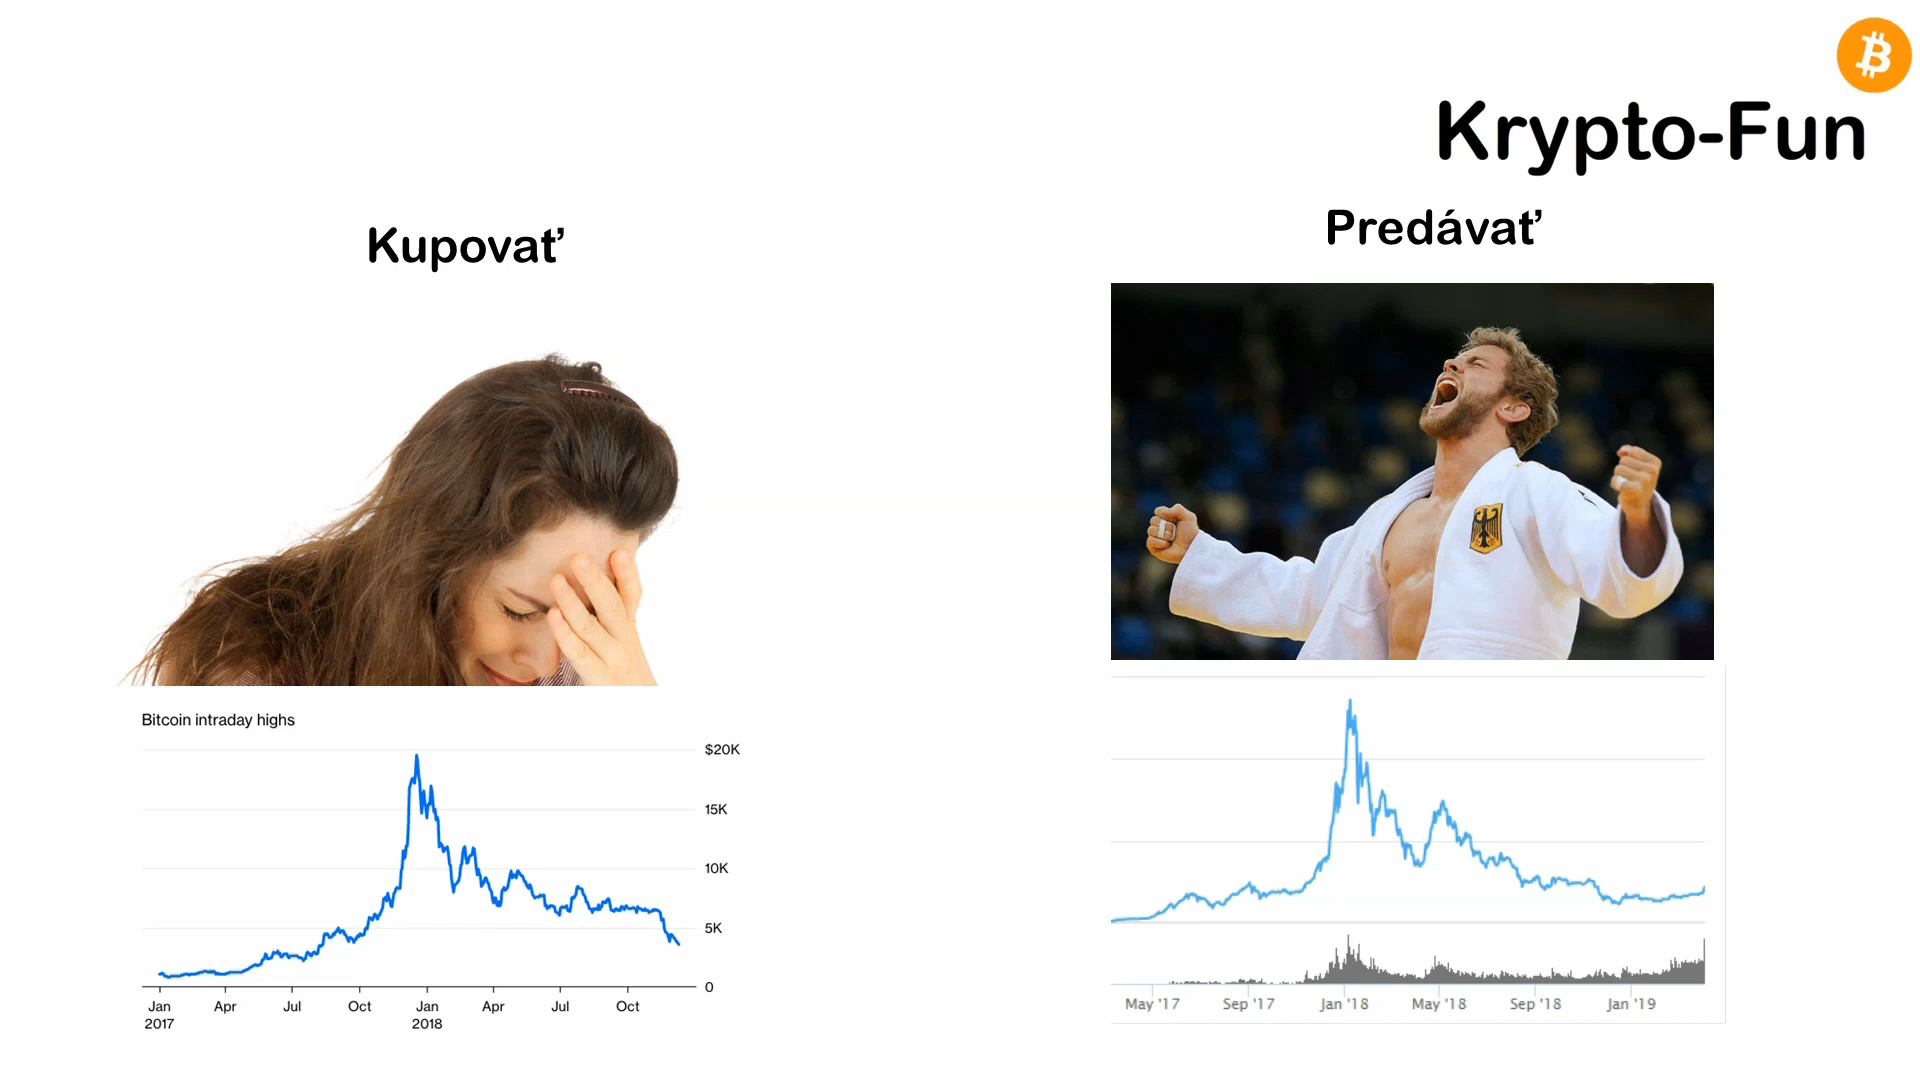 Krypto-Fun
Kupovať
Predávať
Bitcoin intraday highs
$20K
15K
10K
5K
0
Jan Apr Jul Oct Jan Apr Jul Oct
2017 2018
May '17 Sep '17 Jan '18 May '18 Sep '18 Jan '19